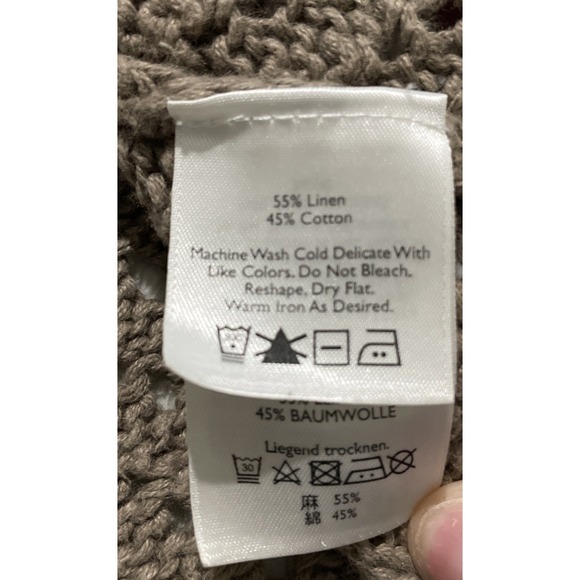 55% Linen
45% Cotton
Machine Wash Cold Delicate With
Like Colors. Do Not Bleach.
Reshape, Dry Flat.
Warm Iron As Desired.
45% BAUMWOLLE
Liegend trocknen.
30
麻 55%
綿 45%